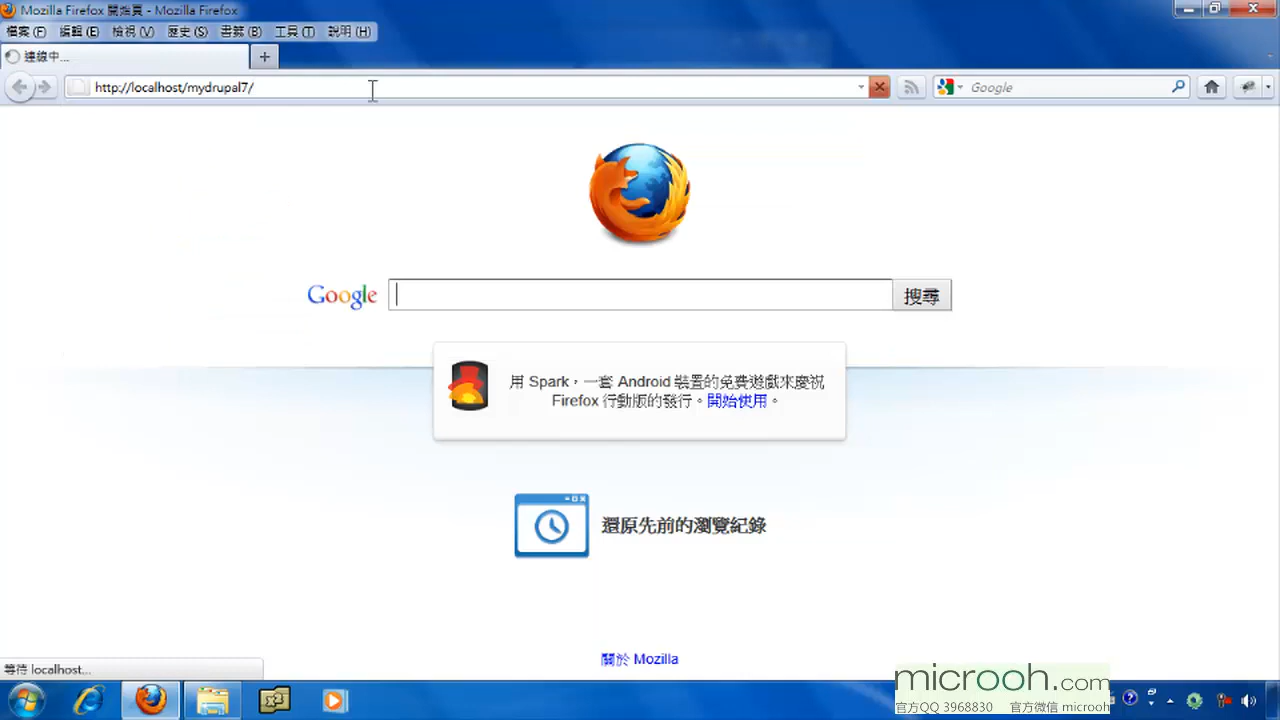 Mozilla Firefox 開始頁 - Mozilla Firefox
檔案(F) 編輯(E) 檢視(V) 歷史(S) 書籤(B) 工具(T) 說明(H)
連線中...
http://localhost/mydrupal7/
Google
Google
搜尋
用 Spark，一套 Android 裝置的免費遊戲來慶祝
Firefox 行動版的發行。開始使用。
還原先前的瀏覽紀錄
關於 Mozilla
等待 localhost...
microoh.com
官方QQ 3968830 官方微信 microoh